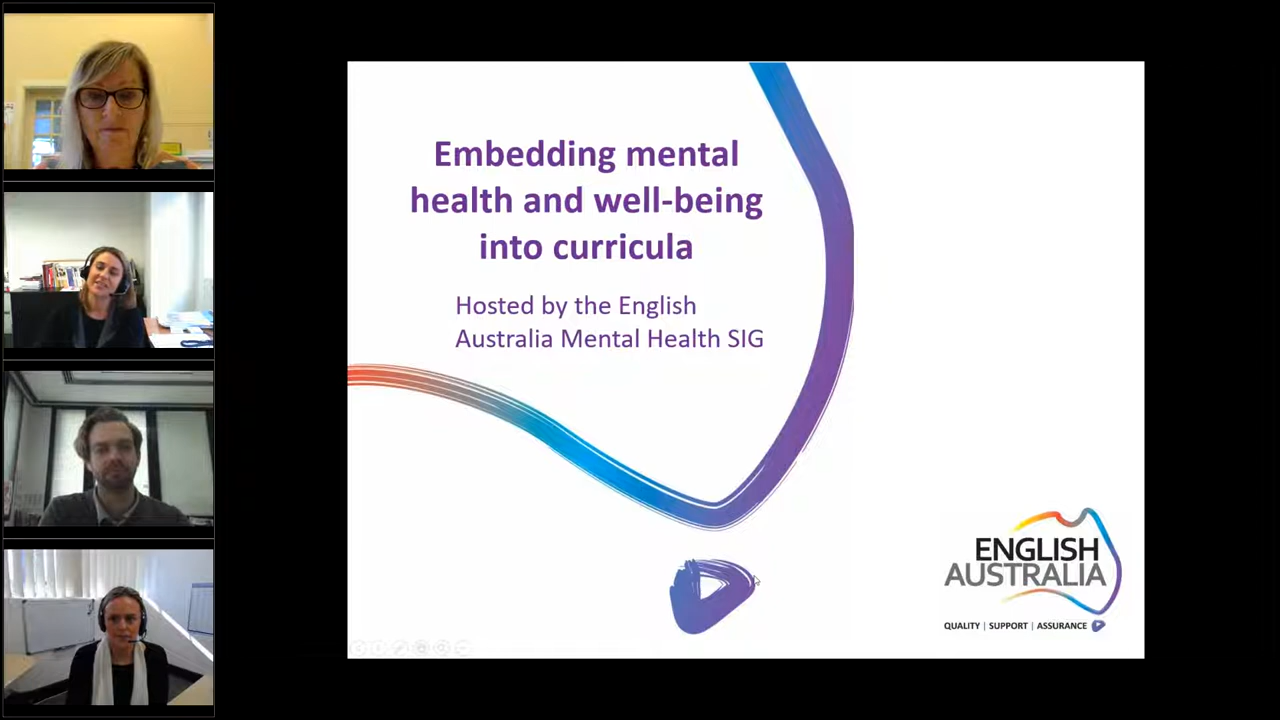 Embedding mental
health and well-being
into curricula
Hosted by the English
Australia Mental Health SIG
ENGLISH
AUSTRALIA
QUALITY | SUPPORT | ASSURANCE